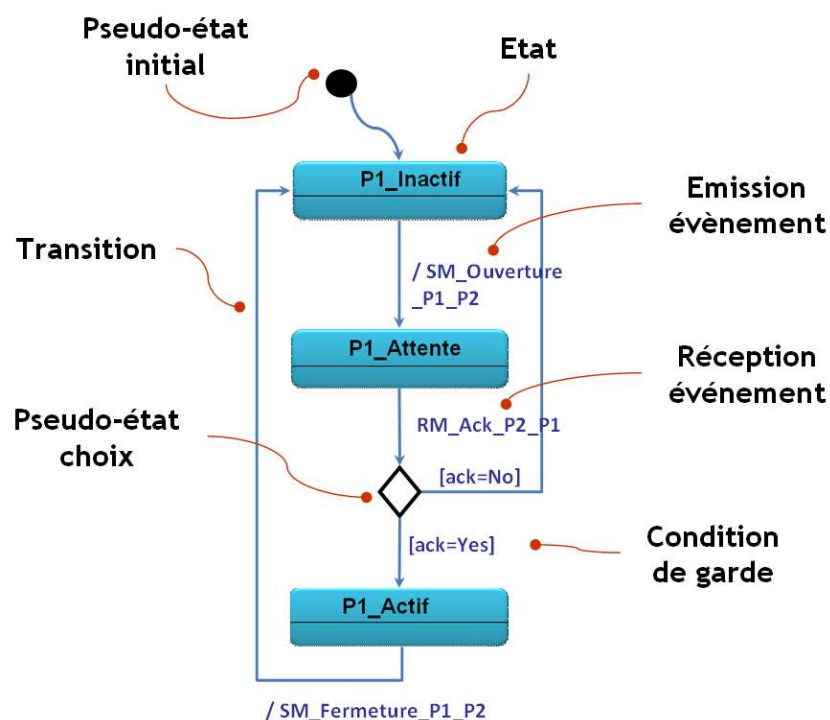 Pseudo-état
initial
Etat
P1_Inactif
Emission
évènement
Transition
/ SM_Ouverture
_P1_P2
P1_Attente
Réception
événement
RM_Ack_P2_P1
Pseudo-état
choix
[ack=No]
[ack=Yes]
Condition
de garde
P1_Actif
/ SM_Fermeture_P1_P2